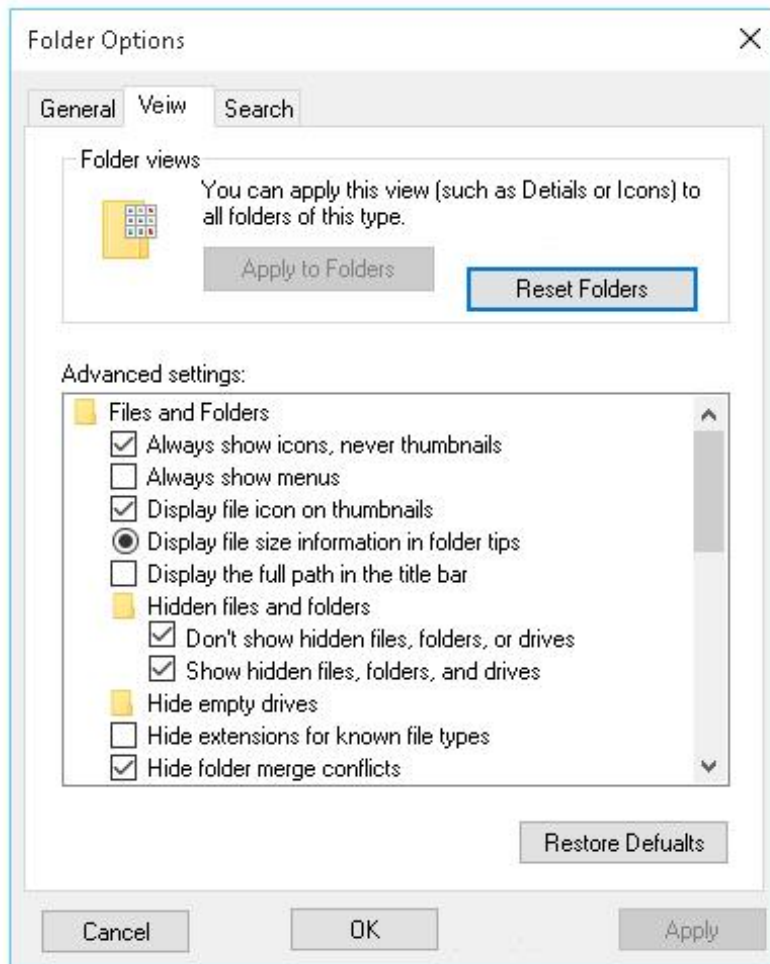 Folder Options
General Veiw Search
Folder views
You can apply this view (such as Detials or Icons) to
all folders of this type.
Apply to Folders
Reset Folders
Advanced settings:
Files and Folders
Always show icons, never thumbnails
Always show menus
Display file icon on thumbnails
Display file size information in folder tips
Display the full path in the title bar
Hidden files and folders
Don't show hidden files, folders, or drives
Show hidden files, folders, and drives
Hide empty drives
Hide extensions for known file types
Hide folder merge conflicts
Restore Defualts
Cancel OK Apply